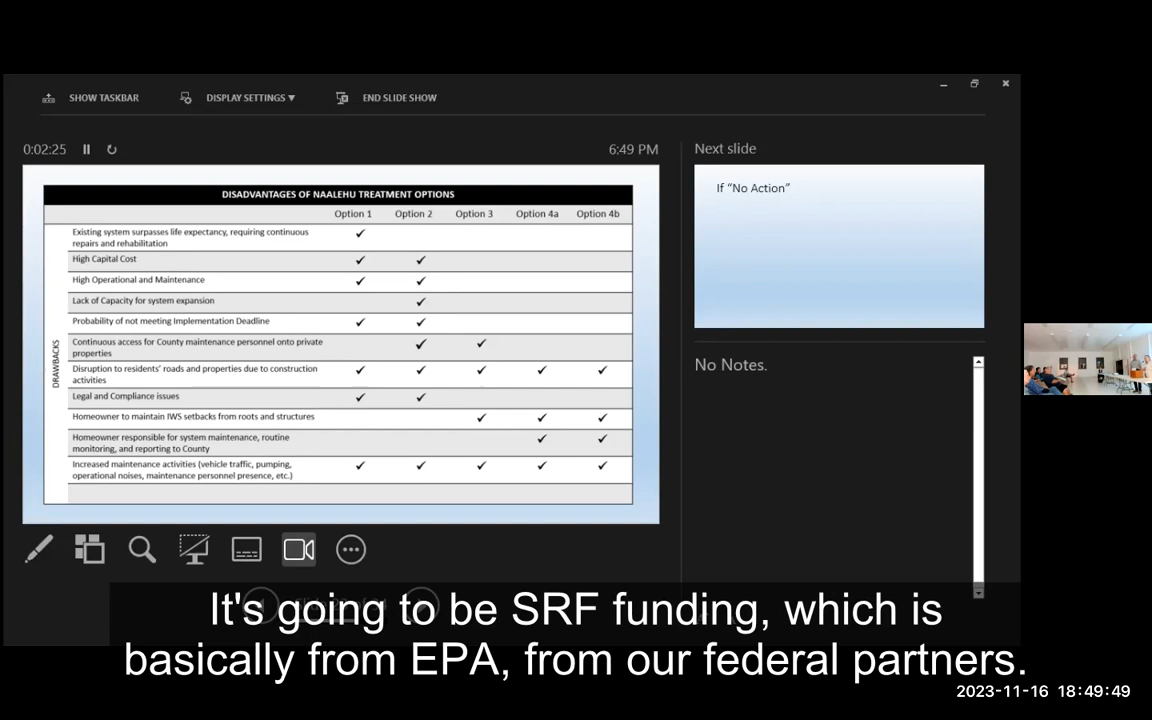 SHOW TASKBAR DISPLAY SETTINGS ▼ END SLIDE SHOW
0:02:25 6:49 PM
DISADVANTAGES OF NAALEHU TREATMENT OPTIONS
Option 1 Option 2 Option 3 Option 4a Option 4b
DRAWBACKS
Existing system surpasses life expectancy, requiring continuous
repairs and rehabilitation ✓
High Capital Cost ✓ ✓
High Operational and Maintenance ✓ ✓
Lack of Capacity for system expansion ✓
Probability of not meeting Implementation Deadline ✓ ✓
Continuous access for County maintenance personnel onto private
properties ✓ ✓
Disruption to residents' roads and properties due to construction
activities ✓ ✓ ✓ ✓ ✓
Legal and Compliance issues ✓ ✓
Homeowner to maintain IWS setbacks from roots and structures ✓ ✓ ✓
Homeowner responsible for system maintenance, routine
monitoring, and reporting to County ✓ ✓
Increased maintenance activities (vehicle traffic, pumping,
operational noises, maintenance personnel presence, etc.) ✓ ✓ ✓ ✓ ✓
Next slide
If "No Action"
No Notes.
It's going to be SRF funding, which is
basically from EPA, from our federal partners.
2023-11-16 18:49:49